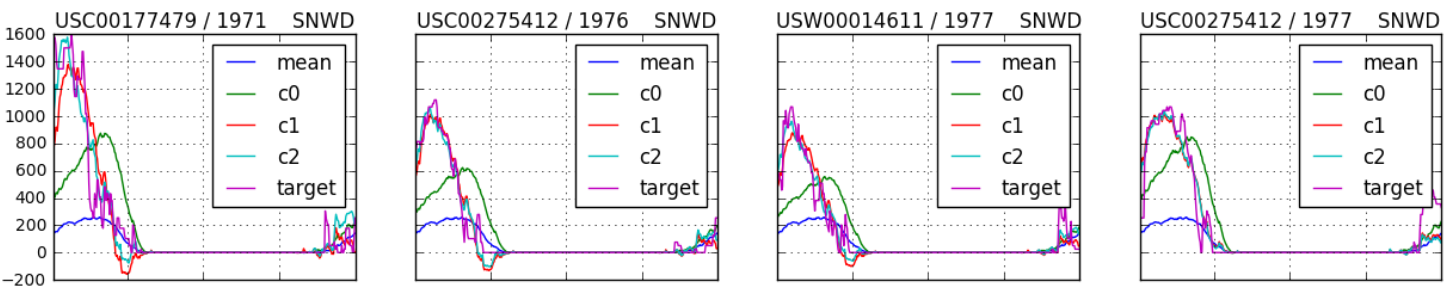 USC00177479 / 1971 SNWD
1600
1400
1200
1000
800
600
400
200
0
−200
mean
c0
c1
c2
target
USC00275412 / 1976 SNWD
mean
c0
c1
c2
target
USW00014611 / 1977 SNWD
mean
c0
c1
c2
target
USC00275412 / 1977 SNWD
mean
c0
c1
c2
target